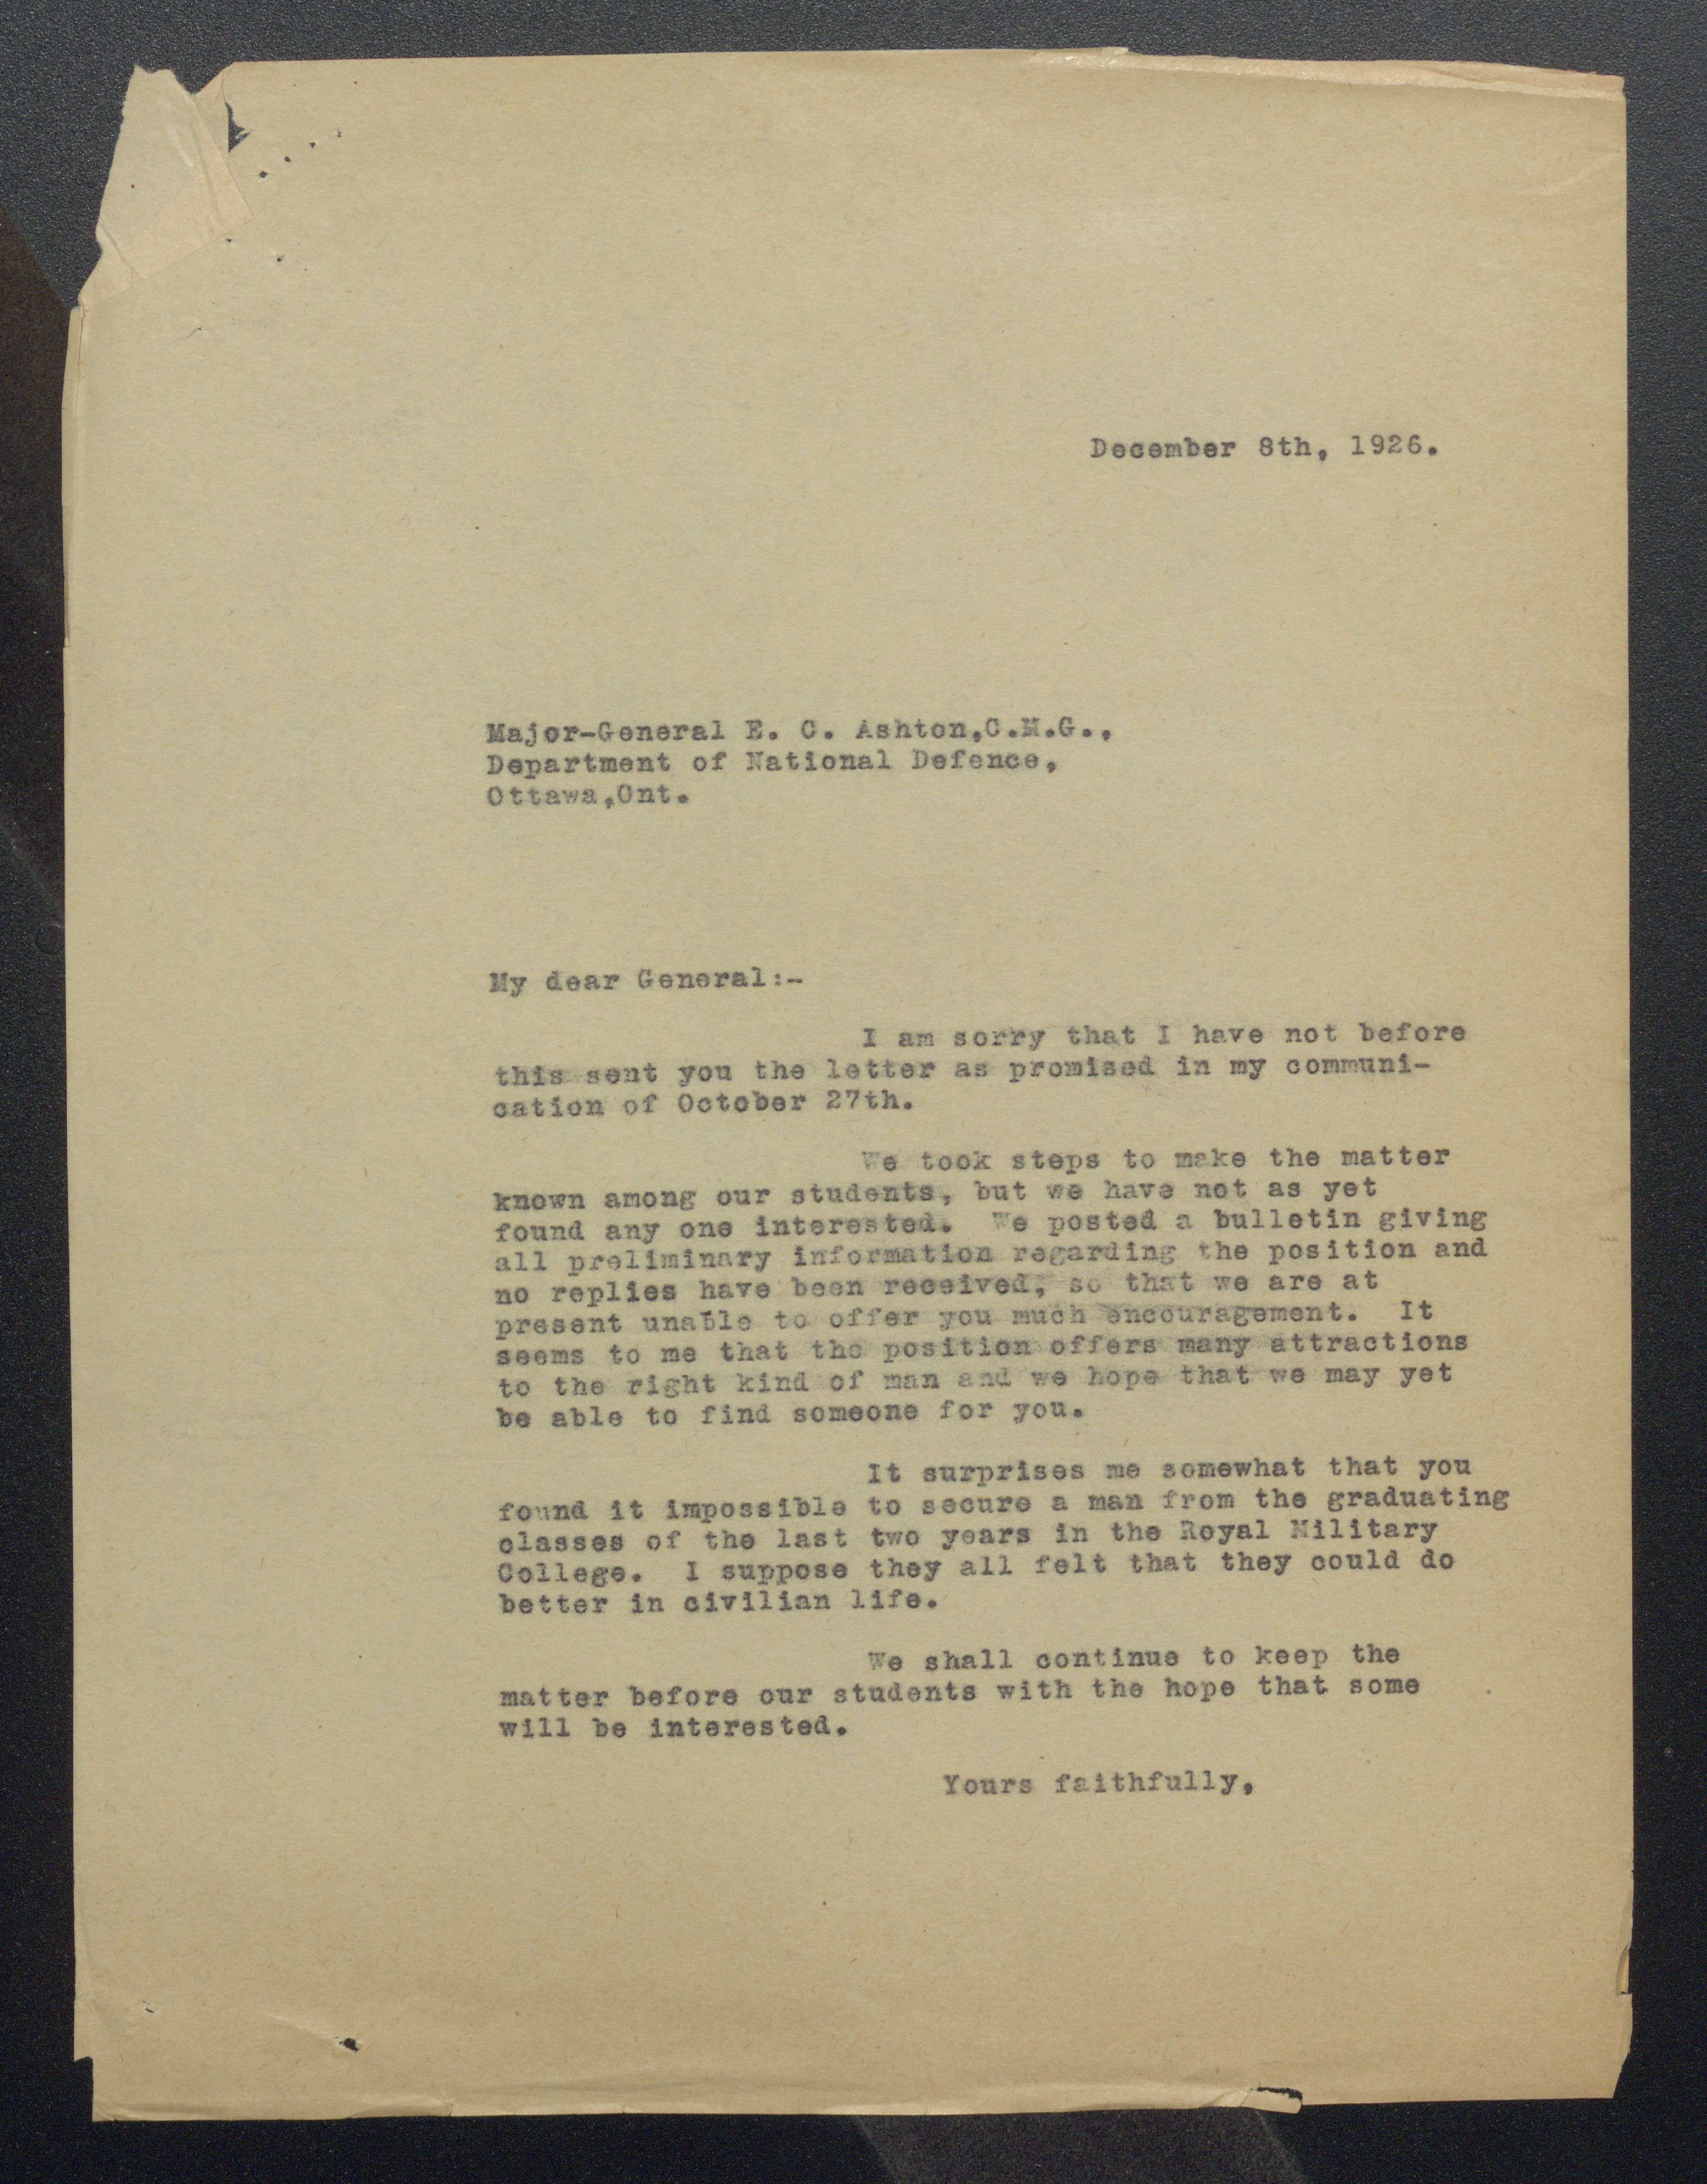 December 8th, 1926.
Major-General E. C. Ashton,C.M.G.,
Department of National Defence,
Ottawa,Ont.
My dear General:-
I am sorry that I have not before
this sent you the letter as promised in my communi-
cation of October 27th.
We took steps to make the matter
known among our students, but we have not as yet
found any one interested. We posted a bulletin giving
all preliminary information regarding the position and
no replies have been received, so that we are at
present unable to offer you much encouragement. It
seems to me that the position offers many attractions
to the right kind of man and we hope that we may yet
be able to find someone for you.
It surprises me somewhat that you
found it impossible to secure a man from the graduating
classes of the last two years in the Royal Military
College. I suppose they all felt that they could do
better in civilian life.
We shall continue to keep the
matter before our students with the hope that some
will be interested.
Yours faithfully,